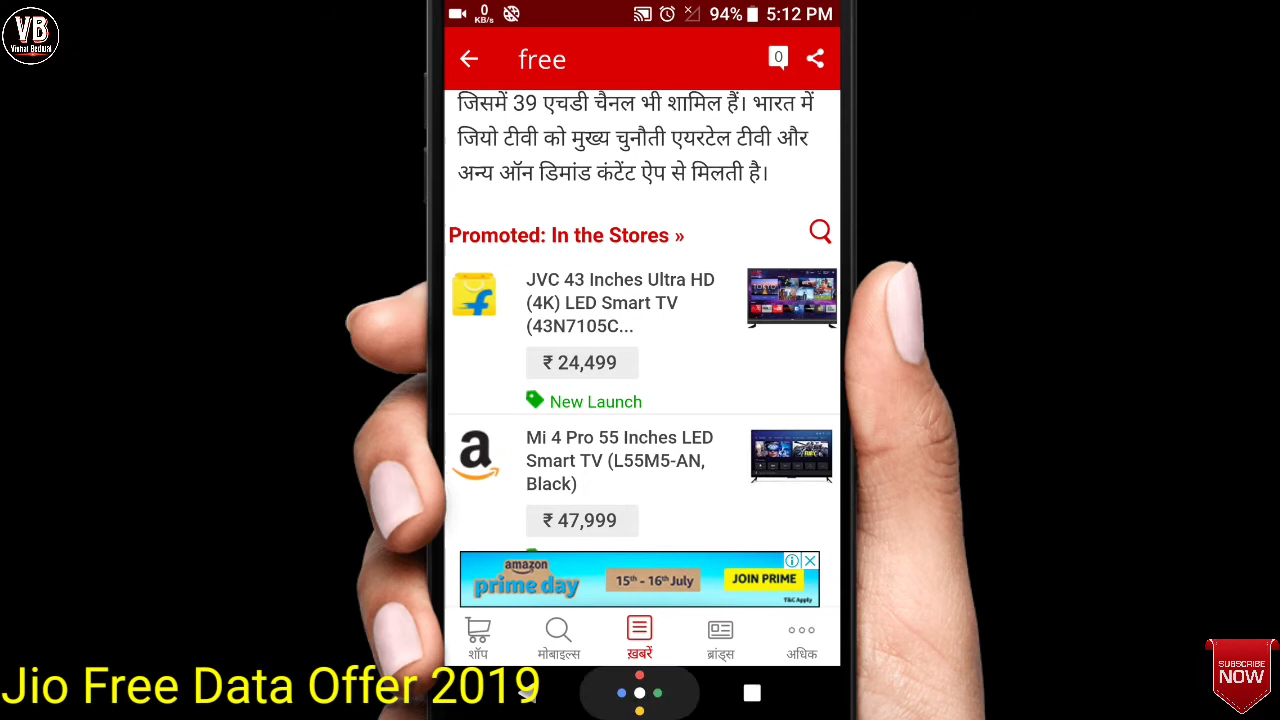 VB
Vishal Bediyal
0
KB/s
94%
5:12 PM
free
0
जिसमें 39 एचडी चैनल भी शामिल हैं। भारत में
जियो टीवी को मुख्य चुनौती एयरटेल टीवी और
अन्य ऑन डिमांड कंटेंट ऐप से मिलती है।
Promoted: In the Stores »
JVC 43 Inches Ultra HD
(4K) LED Smart TV
(43N7105C...
₹ 24,499
New Launch
Mi 4 Pro 55 Inches LED
Smart TV (L55M5-AN,
Black)
₹ 47,999
amazon
prime day
15th - 16th July
JOIN PRIME
T&C Apply
शॉप
मोबाइल्स
ख़बरें
ब्रांड्स
अधिक
Jio Free Data Offer 2019
SUBSCRIBE
NOW